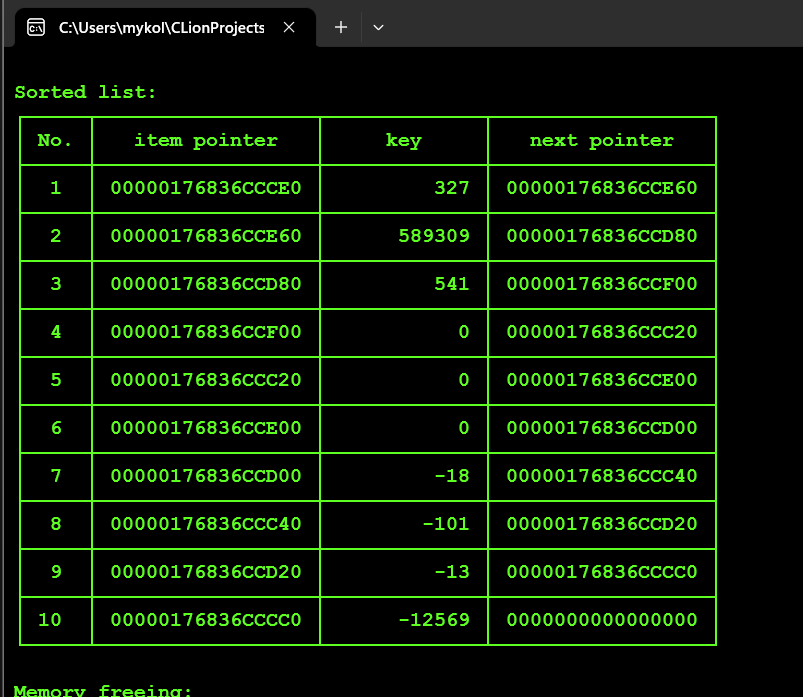 C:\Users\mykol\CLionProjects
Sorted list:
No. item pointer key next pointer
1 00000176836CCCE0 327 00000176836CCE60
2 00000176836CCE60 589309 00000176836CCD80
3 00000176836CCD80 541 00000176836CCF00
4 00000176836CCF00 0 00000176836CCC20
5 00000176836CCC20 0 00000176836CCE00
6 00000176836CCE00 0 00000176836CCD00
7 00000176836CCD00 -18 00000176836CCC40
8 00000176836CCC40 -101 00000176836CCD20
9 00000176836CCD20 -13 00000176836CCCC0
10 00000176836CCCC0 -12569 0000000000000000
Memory freeing: